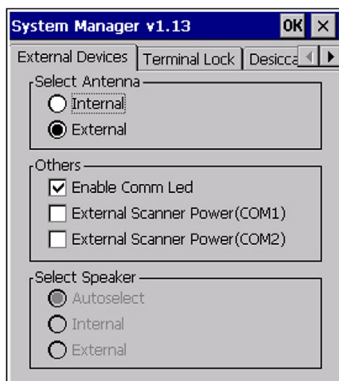 System Manager v1.13 OK ×
External Devices Terminal Lock Desicca
Select Antenna
Internal
External
Others
Enable Comm Led
External Scanner Power(COM1)
External Scanner Power(COM2)
Select Speaker
Autoselect
Internal
External